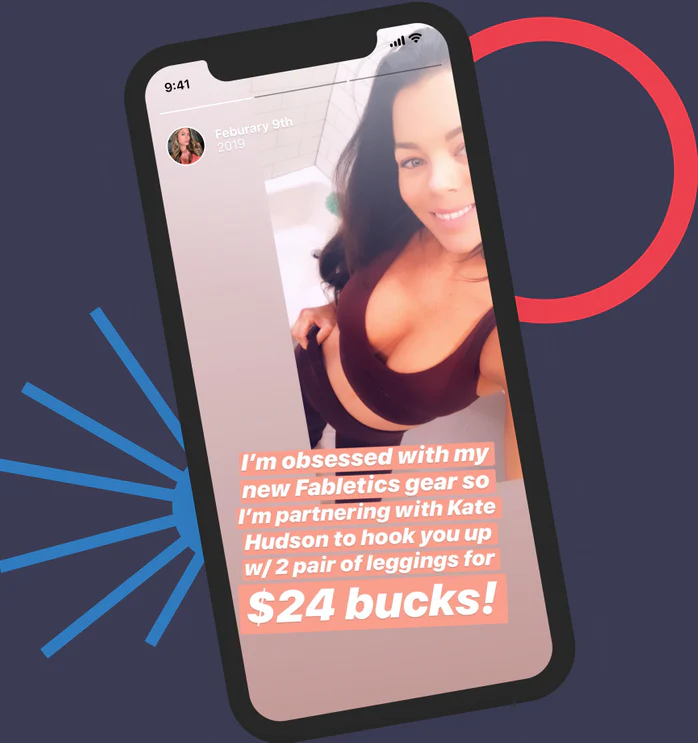 9:41
Feburary 9th
2019
I'm obsessed with my
new Fabletics gear so
I'm partnering with Kate
Hudson to hook you up
w/ 2 pair of leggings for
$24 bucks!